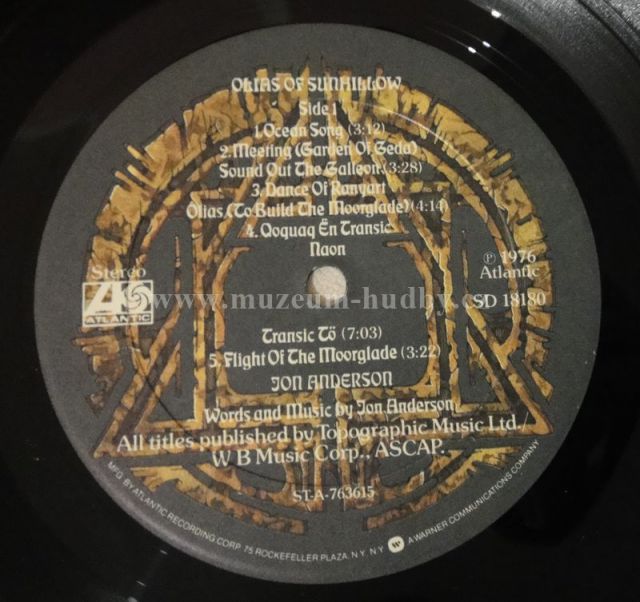 OLIAS OF SUNHILLOW
Side 1
1. Ocean Song (3:12)
2. Meeting (Garden Of Geda)
Sound Out The Galleon (3:28)
3. Dance Of Ranyart
Olias (To Build The Moorglade) (4:14)
4. Qoquaq Ën Transic
Naon
Stereo
℗ 1976
Atlantic
ATLANTIC
SD 18180
www.muzeum-hudby.c
Transic Tö (7:03)
5. Flight Of The Moorglade (3:22)
JON ANDERSON
Words and Music by Jon Anderson
All titles published by Topographic Music Ltd./
W B Music Corp., ASCAP.
ST-A-763615
MFG. BY ATLANTIC RECORDING CORP. 75 ROCKEFELLER PLAZA. N.Y. N.Y. A WARNER COMMUNICATIONS COMPANY